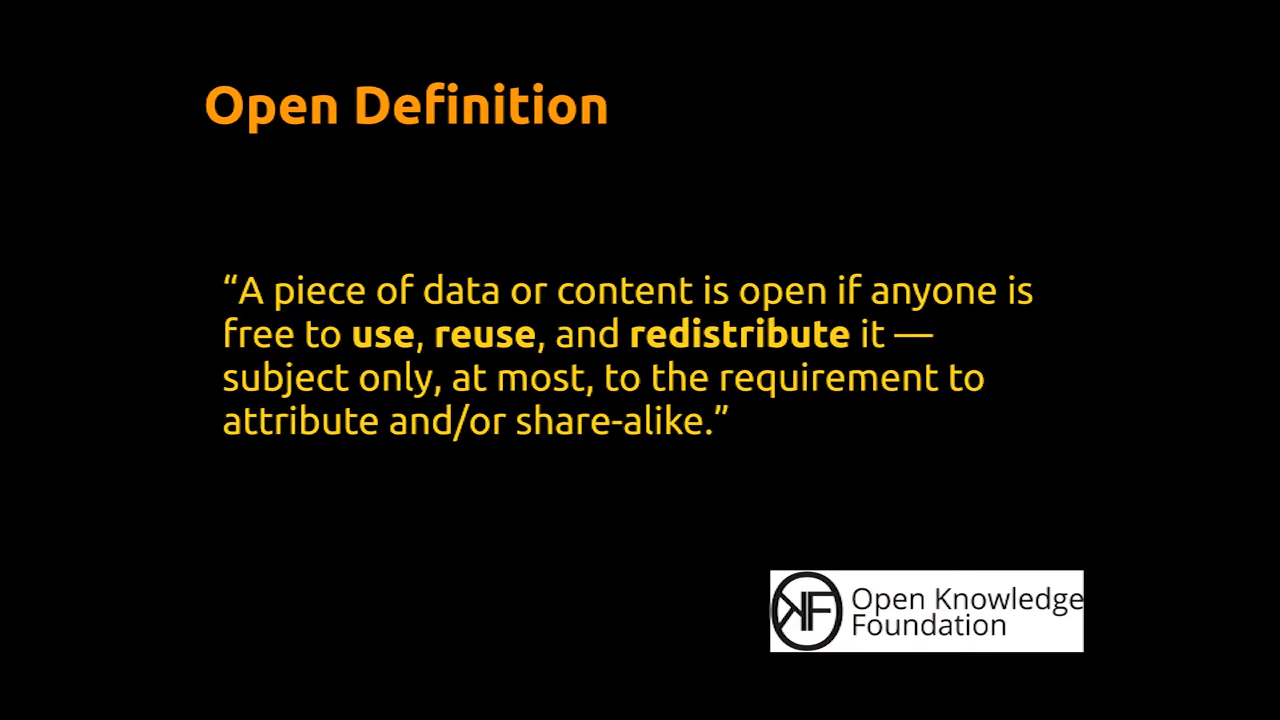 Open Definition
“A piece of data or content is open if anyone is
free to use, reuse, and redistribute it —
subject only, at most, to the requirement to
attribute and/or share-alike.”
Open Knowledge
Foundation